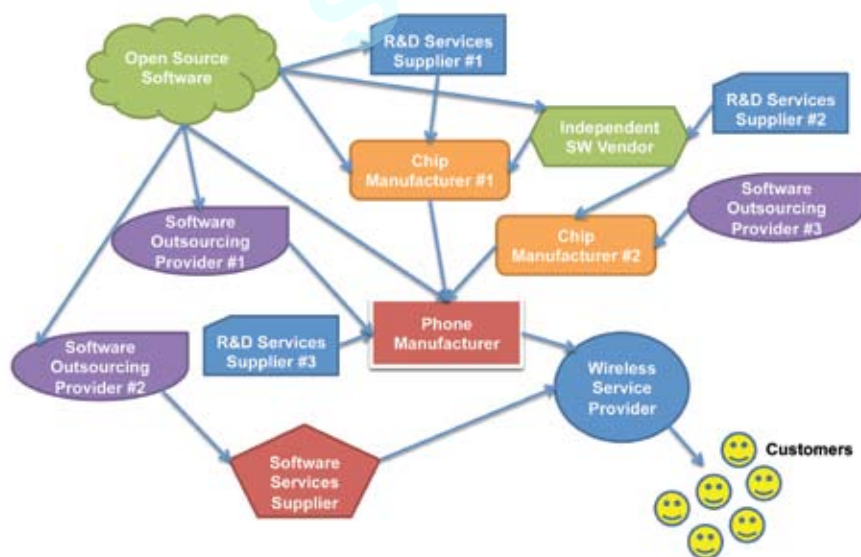 Open Source
Software
R&D Services
Supplier #1
R&D Services
Supplier #2
Independent
SW Vendor
Chip
Manufacturer #1
Software
Outsourcing
Provider #3
Software
Outsourcing
Provider #1
Chip
Manufacturer #2
Phone
Manufacturer
R&D Services
Supplier #3
Software
Outsourcing
Provider #2
Wireless
Service
Provider
Customers
Software
Services
Supplier